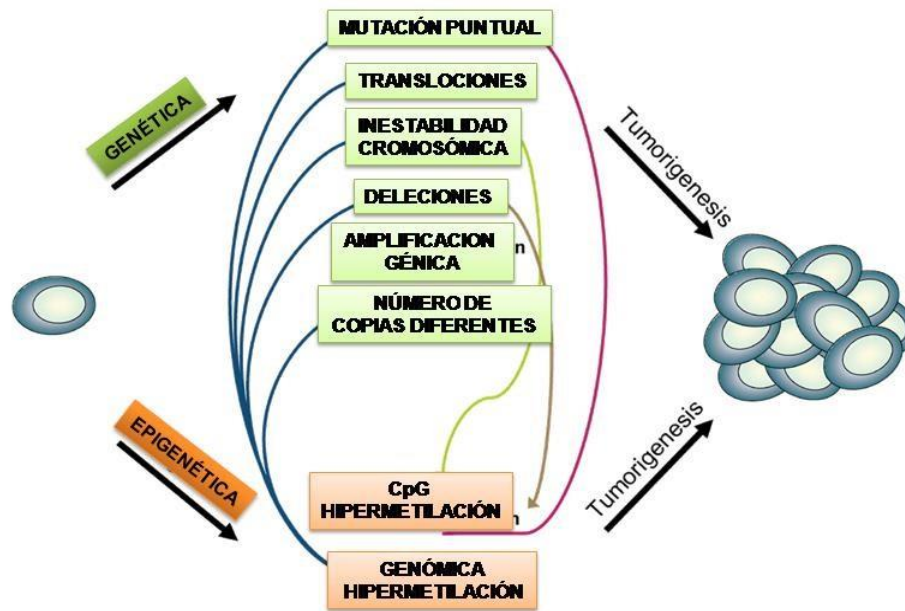 MUTACIÓN PUNTUAL
TRANSLOCIONES
GENÉTICA
INESTABILIDAD
CROMOSÓMICA
Tumorigenesis
DELECIONES
AMPLIFICACION
GÉNICA
n
NÚMERO DE
COPIAS DIFERENTES
EPIGENÉTICA
Tumorigenesis
CpG
HIPERMETILACIÓN
n
GENÓMICA
HIPERMETILACIÓN